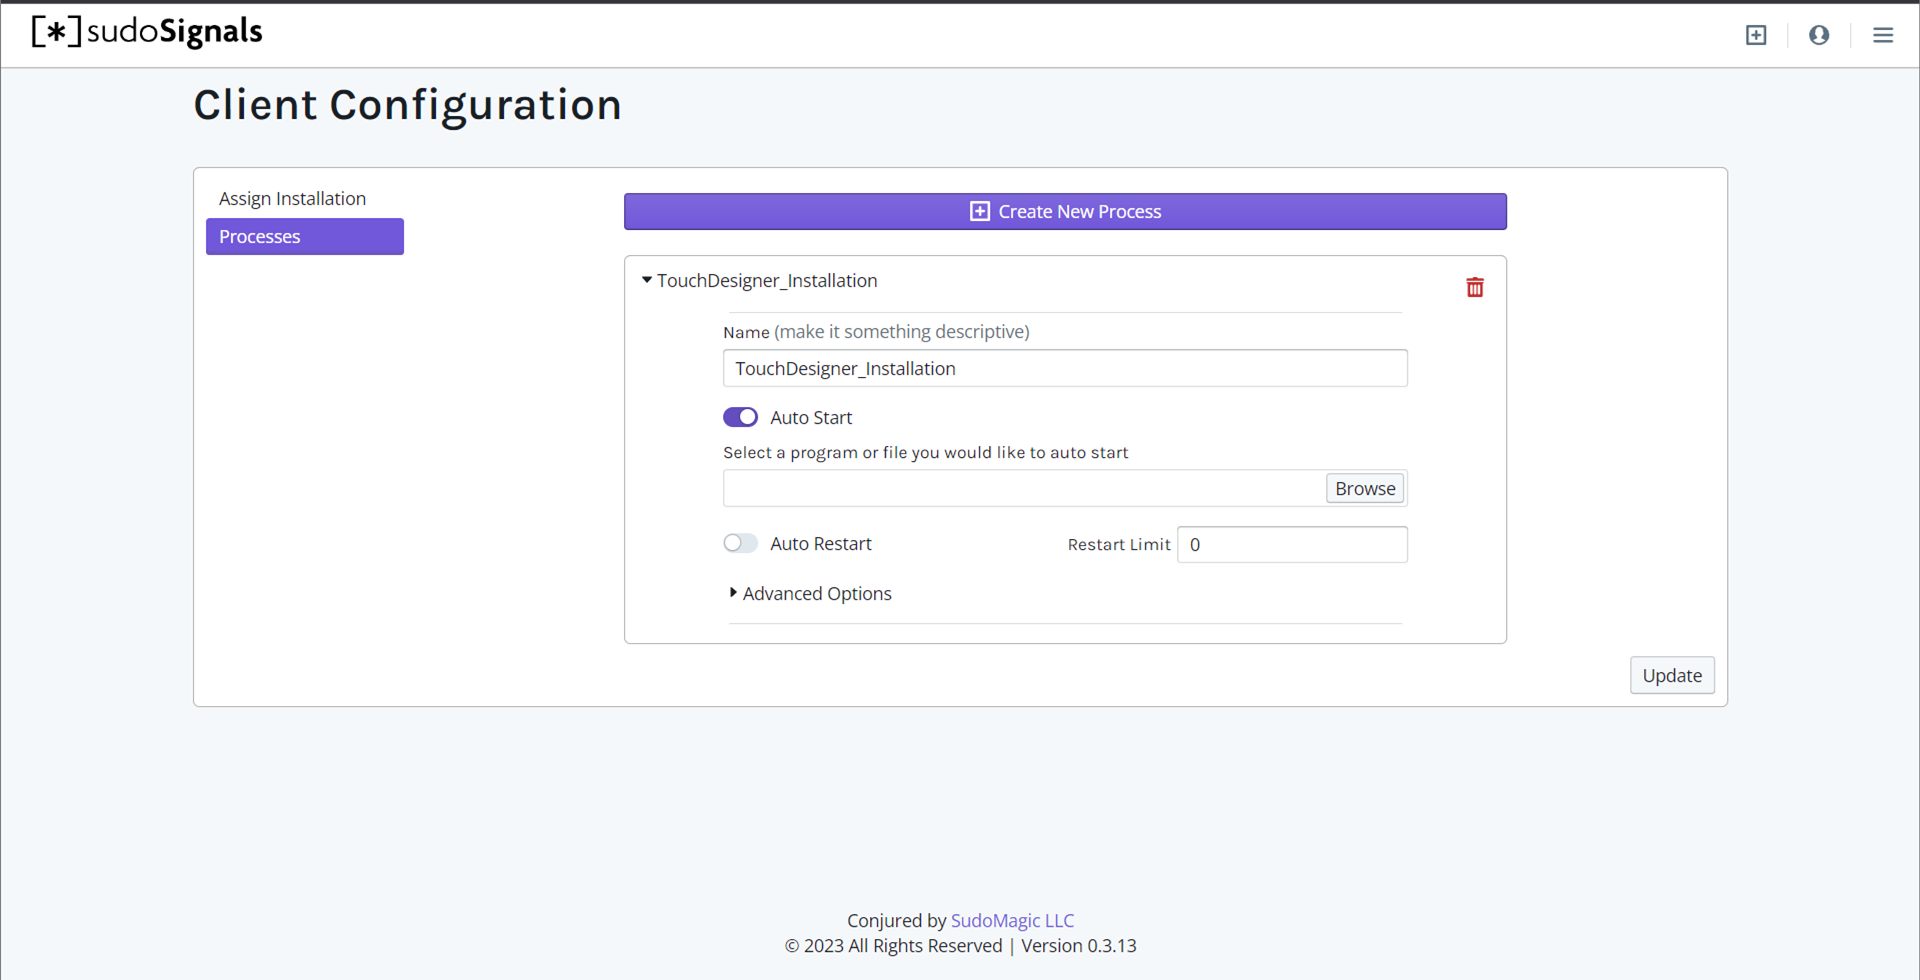 [*]sudoSignals
Client Configuration
Assign Installation
Processes
Create New Process
TouchDesigner_Installation
Name (make it something descriptive)
TouchDesigner_Installation
Auto Start
Select a program or file you would like to auto start
Browse
Auto Restart
Restart Limit 0
Advanced Options
Update
Conjured by SudoMagic LLC
© 2023 All Rights Reserved | Version 0.3.13